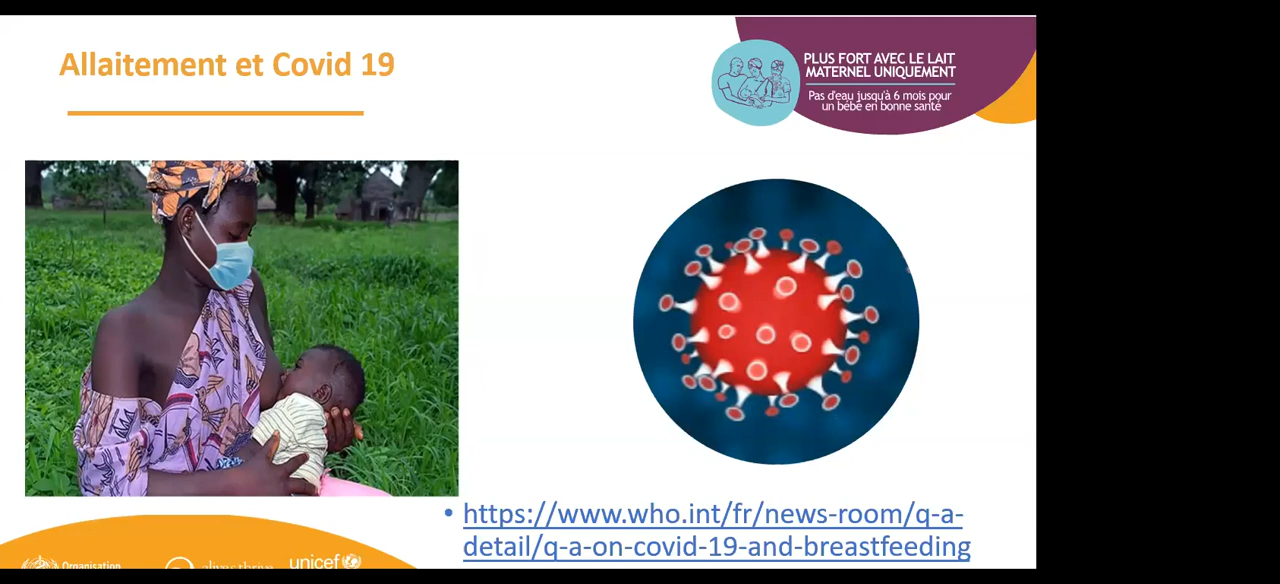 Allaitement et Covid 19
PLUS FORT AVEC LE LAIT
MATERNEL UNIQUEMENT
Pas d'eau jusqu'à 6 mois pour
un bébé en bonne santé
• https://www.who.int/fr/news-room/q-a-
detail/q-a-on-covid-19-and-breastfeeding
Organisation
unicef